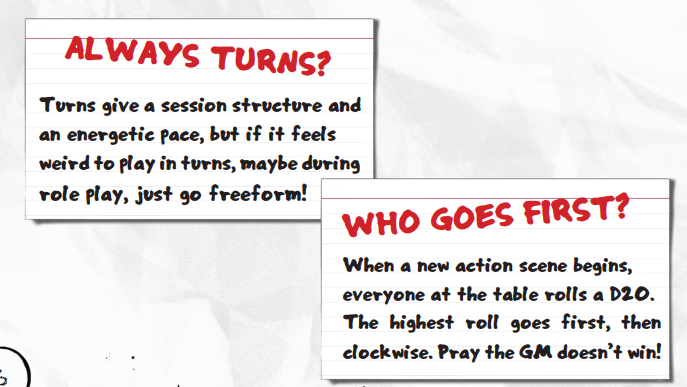 ALWAYS TURNS?
Turns give a session structure and
an energetic pace, but if it feels
weird to play in turns, maybe during
role play, just go freeform!
WHO GOES FIRST?
When a new action scene begins,
everyone at the table rolls a D20.
The highest roll goes first, then
clockwise. Pray the GM doesn't win!